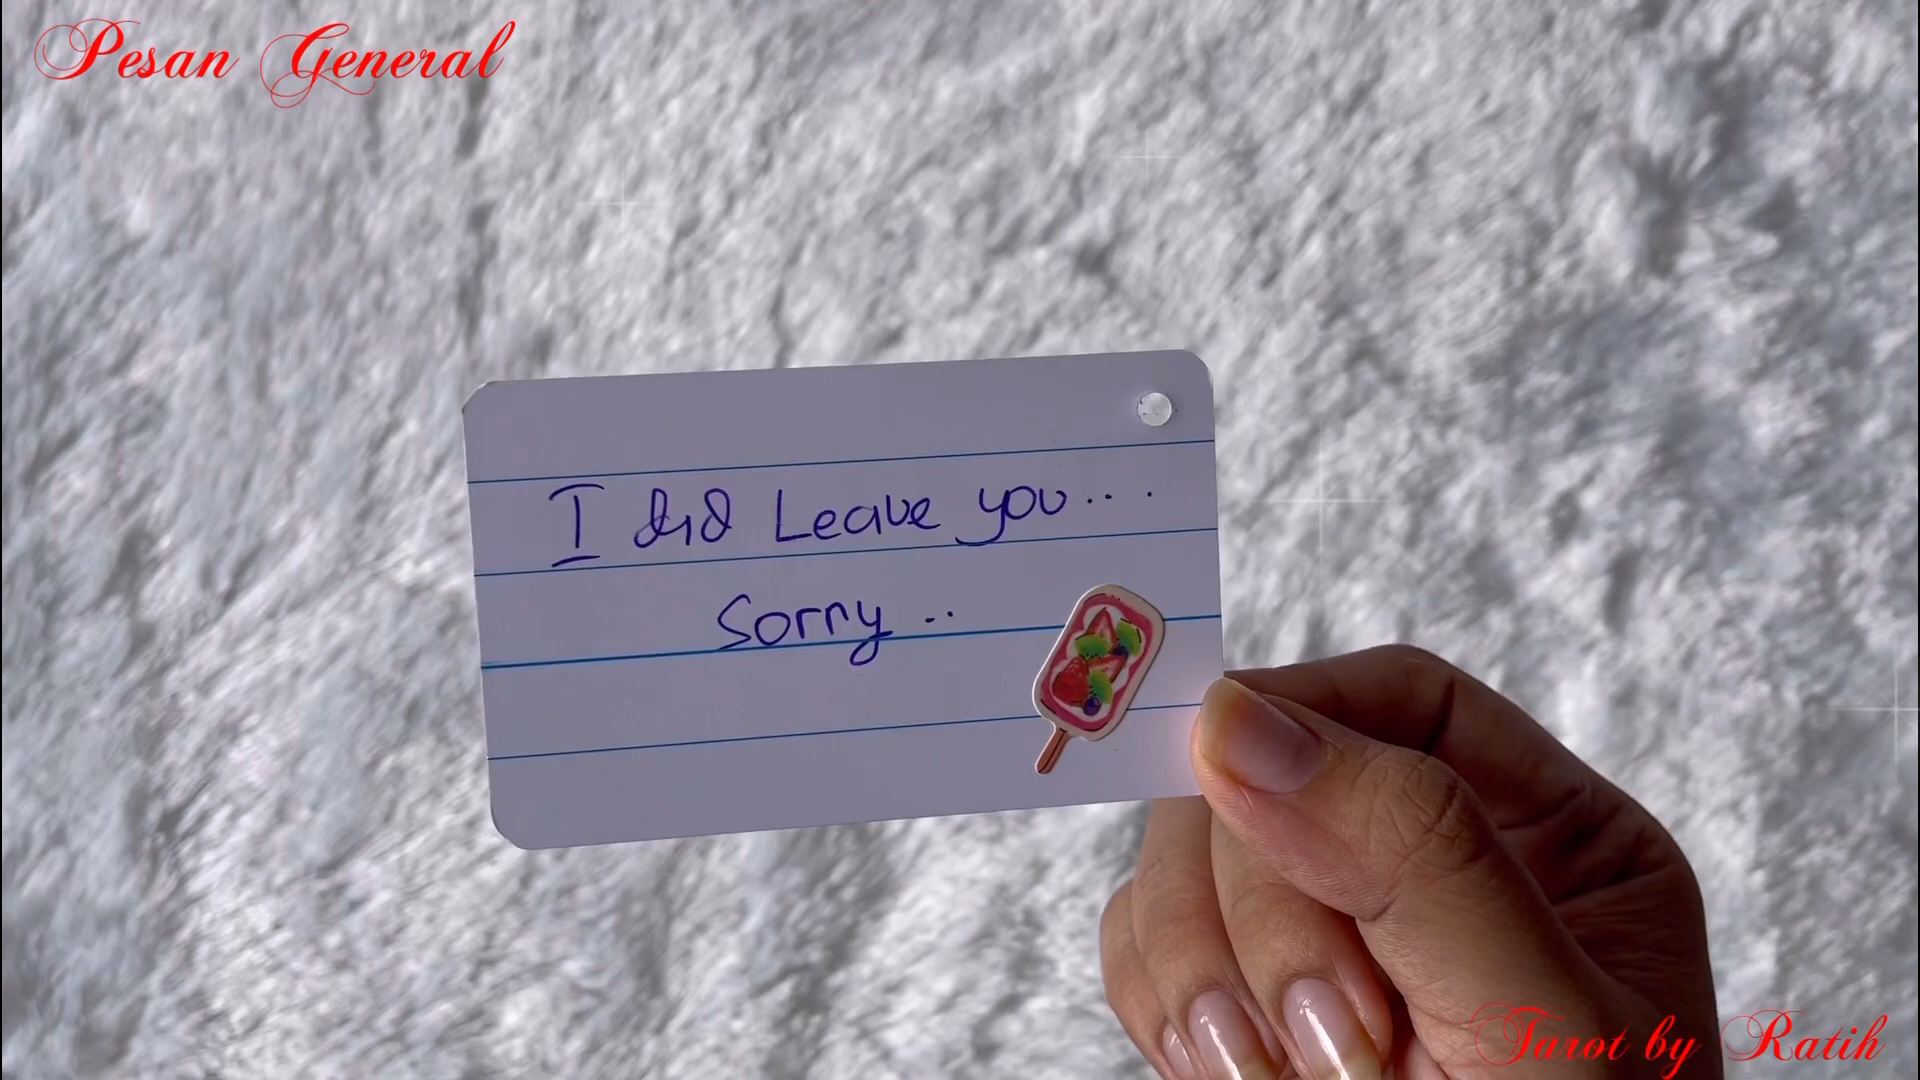 Pesan General
I did Leave you...
Sorry..
Tarot by Ratih